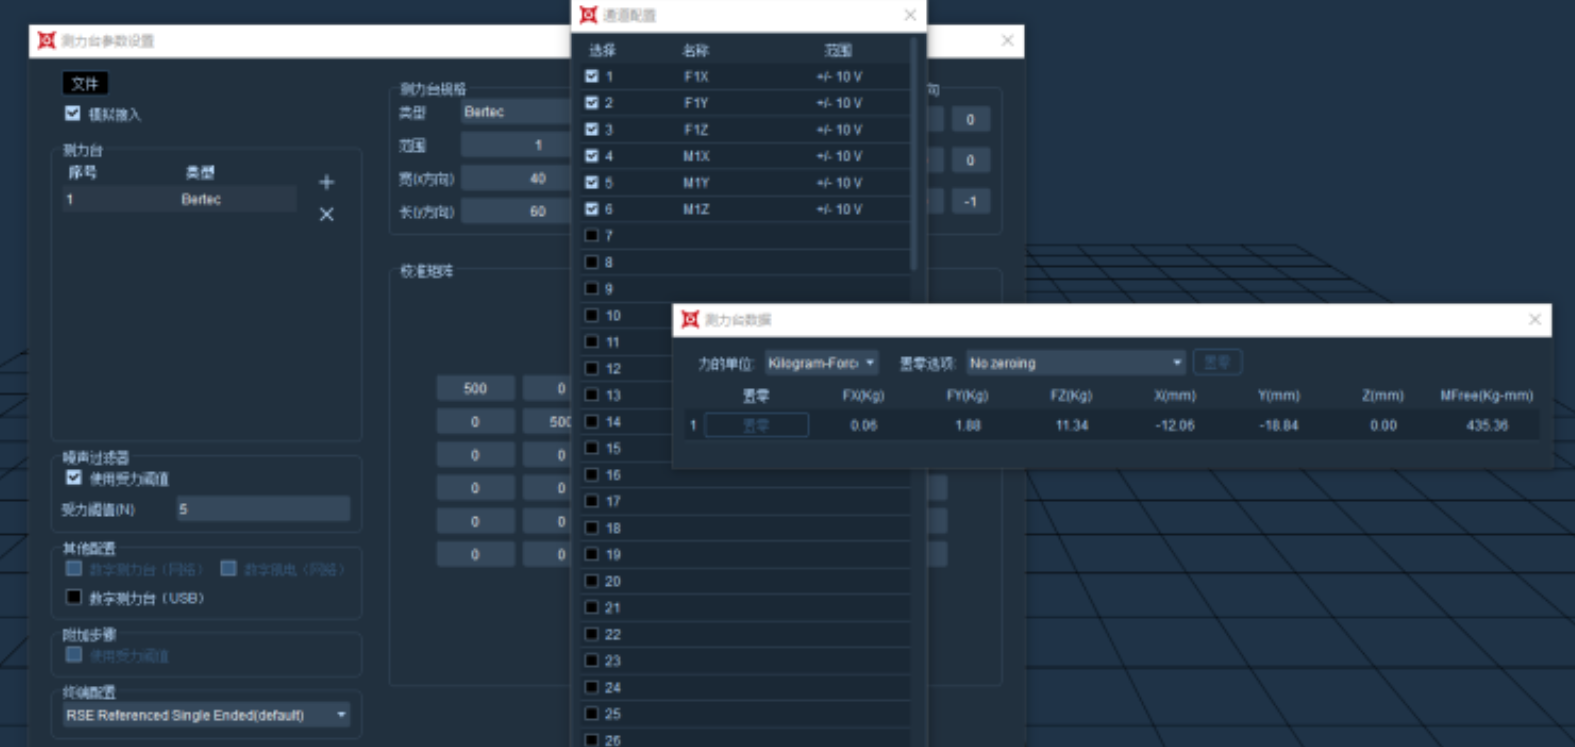 测力台参数设置
文件
模拟接入
测力台
序号 类型
1 Bertec
噪声过滤器
使用受力阈值
受力阈值(N) 5
其他配置
数字测力台（网络） 数字肌电（网络）
数字测力台（USB）
附加步骤
使用受力阈值
终端配置
RSE Referenced Single Ended(default)
测力台规格
类型 Bertec
范围 1
宽(x方向) 40
长(y方向) 60
向
0
0
-1
校准矩阵
500 0
0 500
0 0
0 0
0 0
0 0
通道配置
选择 名称 范围
1 F1X +/- 10 V
2 F1Y +/- 10 V
3 F1Z +/- 10 V
4 M1X +/- 10 V
5 M1Y +/- 10 V
6 M1Z +/- 10 V
7
8
9
10
11
12
13
14
15
16
17
18
19
20
21
22
23
24
25
26
测力台数据
力的单位: Kilogram-Forc 置零选项: No zeroing 置零
置零 FX(Kg) FY(Kg) FZ(Kg) X(mm) Y(mm) Z(mm) MFree(Kg-mm)
1 置零 0.06 1.88 11.34 -12.06 -18.84 0.00 435.36